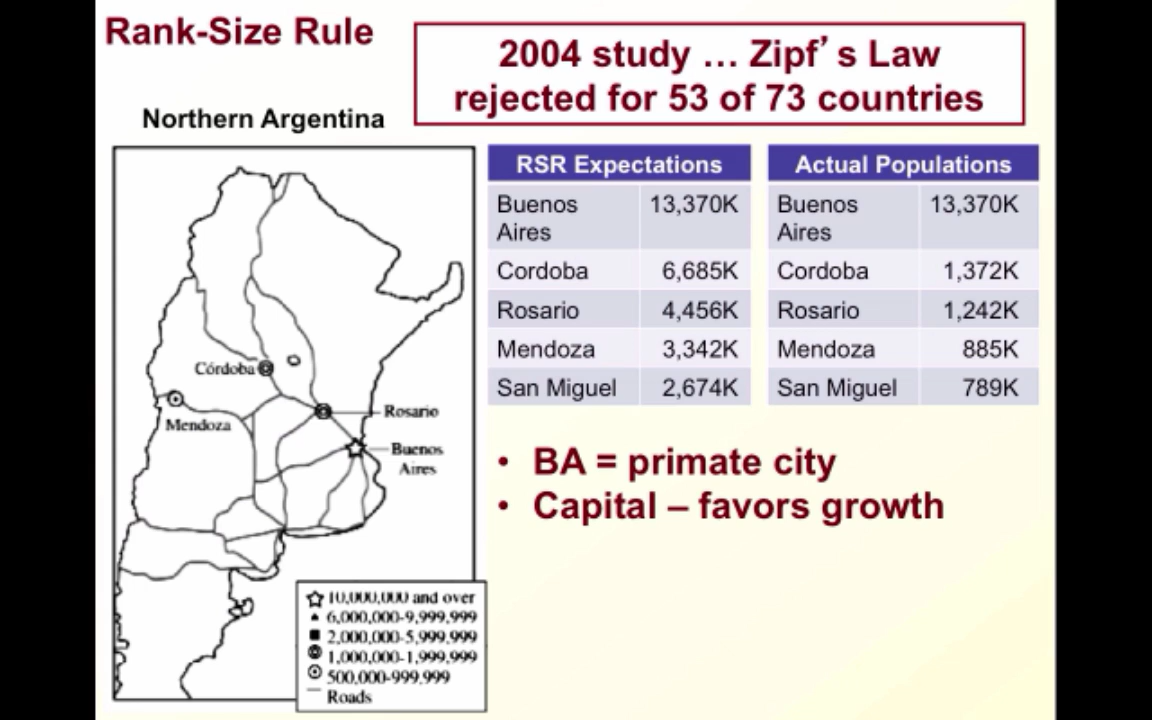 Rank-Size Rule
2004 study … Zipf’s Law
rejected for 53 of 73 countries
Northern Argentina
RSR Expectations
Buenos Aires 13,370K
Cordoba 6,685K
Rosario 4,456K
Mendoza 3,342K
San Miguel 2,674K
Actual Populations
Buenos Aires 13,370K
Cordoba 1,372K
Rosario 1,242K
Mendoza 885K
San Miguel 789K
Córdoba
Mendoza
Rosario
Buenos
Aires
10,000,000 and over
6,000,000-9,999,999
2,000,000-5,999,999
1,000,000-1,999,999
500,000-999,999
Roads
• BA = primate city
• Capital – favors growth